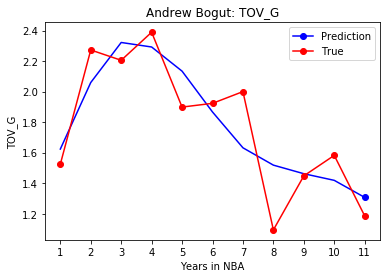 Andrew Bogut: TOV_G
Prediction
True
2.4
2.2
2.0
1.8
1.6
1.4
1.2
TOV_G
1 2 3 4 5 6 7 8 9 10 11
Years in NBA